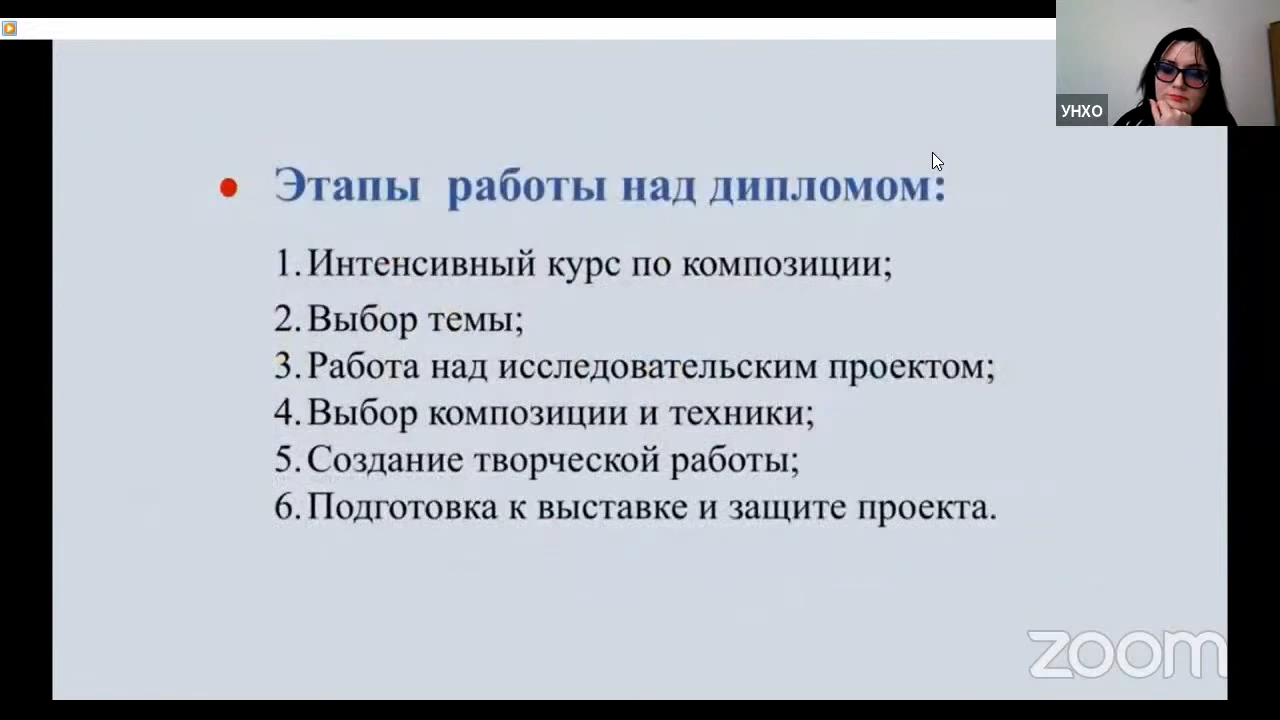 УНХО
Этапы работы над дипломом:
1. Интенсивный курс по композиции;
2. Выбор темы;
3. Работа над исследовательским проектом;
4. Выбор композиции и техники;
5. Создание творческой работы;
6. Подготовка к выставке и защите проекта.
zoom